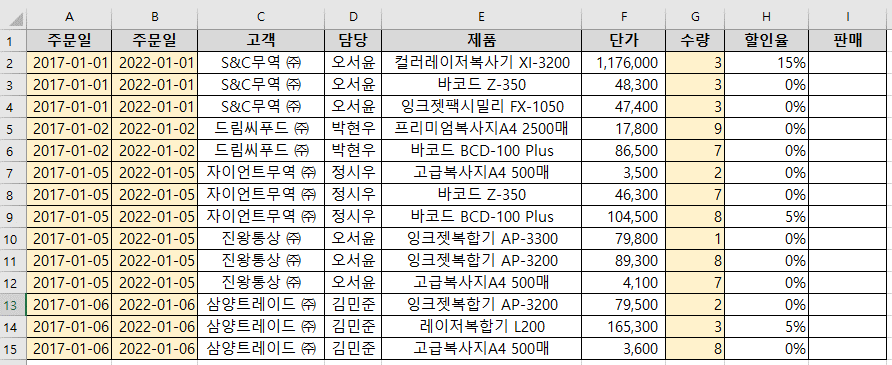 A B C D E F G H I
1 주문일 주문일 고객 담당 제품 단가 수량 할인율 판매
2 2017-01-01 2022-01-01 S&C무역 ㈜ 오서윤 컬러레이저복사기 XI-3200 1,176,000 3 15%
3 2017-01-01 2022-01-01 S&C무역 ㈜ 오서윤 바코드 Z-350 48,300 3 0%
4 2017-01-01 2022-01-01 S&C무역 ㈜ 오서윤 잉크젯팩시밀리 FX-1050 47,400 3 0%
5 2017-01-02 2022-01-02 드림씨푸드 ㈜ 박현우 프리미엄복사지A4 2500매 17,800 9 0%
6 2017-01-02 2022-01-02 드림씨푸드 ㈜ 박현우 바코드 BCD-100 Plus 86,500 7 0%
7 2017-01-05 2022-01-05 자이언트무역 ㈜ 정시우 고급복사지A4 500매 3,500 2 0%
8 2017-01-05 2022-01-05 자이언트무역 ㈜ 정시우 바코드 Z-350 46,300 7 0%
9 2017-01-05 2022-01-05 자이언트무역 ㈜ 정시우 바코드 BCD-100 Plus 104,500 8 5%
10 2017-01-05 2022-01-05 진왕통상 ㈜ 오서윤 잉크젯복합기 AP-3300 79,800 1 0%
11 2017-01-05 2022-01-05 진왕통상 ㈜ 오서윤 잉크젯복합기 AP-3200 89,300 8 0%
12 2017-01-05 2022-01-05 진왕통상 ㈜ 오서윤 고급복사지A4 500매 4,100 7 0%
13 2017-01-06 2022-01-06 삼양트레이드 ㈜ 김민준 잉크젯복합기 AP-3200 79,500 2 0%
14 2017-01-06 2022-01-06 삼양트레이드 ㈜ 김민준 레이저복합기 L200 165,300 3 5%
15 2017-01-06 2022-01-06 삼양트레이드 ㈜ 김민준 고급복사지A4 500매 3,600 8 0%